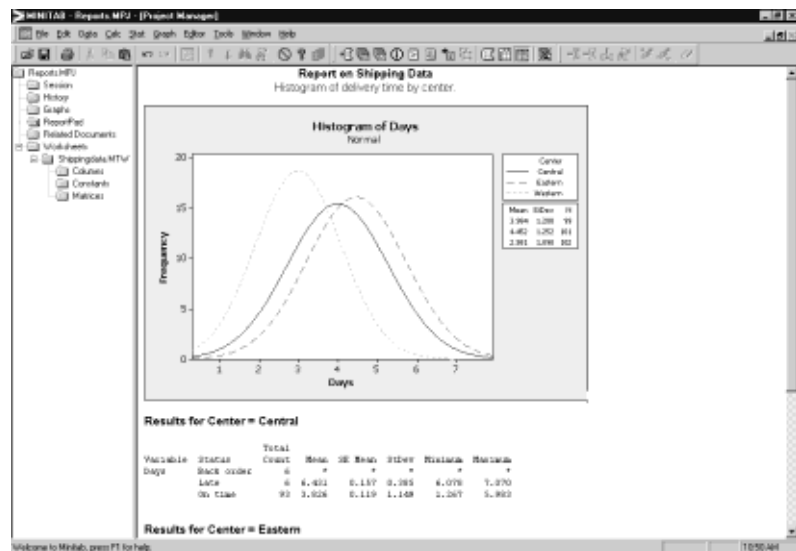 MINITAB - Reports.MPJ - [Project Manager]
File Edit Data Calc Stat Graph Editor Tools Window Help
Reports.MPJ
Session
History
Graphs
ReportPad
Related Documents
Worksheets
Shippingdata.MTW
Columns
Constants
Matrices
Report on Shipping Data
Histogram of delivery time by center.
Histogram of Days
Normal
20
15
10
5
0
Frequency
1 2 3 4 5 6 7
Days
Center
Central
Eastern
Western
Mean StDev N
3.984 1.280 99
4.452 1.252 101
2.981 1.090 102
Results for Center = Central
Total
Variable Status Count Mean SE Mean StDev Minimum Maximum
Days Back order 6 * * * * *
Late 6 6.431 0.157 0.385 6.078 7.070
On time 93 3.826 0.119 1.149 1.267 5.983
Results for Center = Eastern
Welcome to Minitab, press F1 for help.
10:50 AM